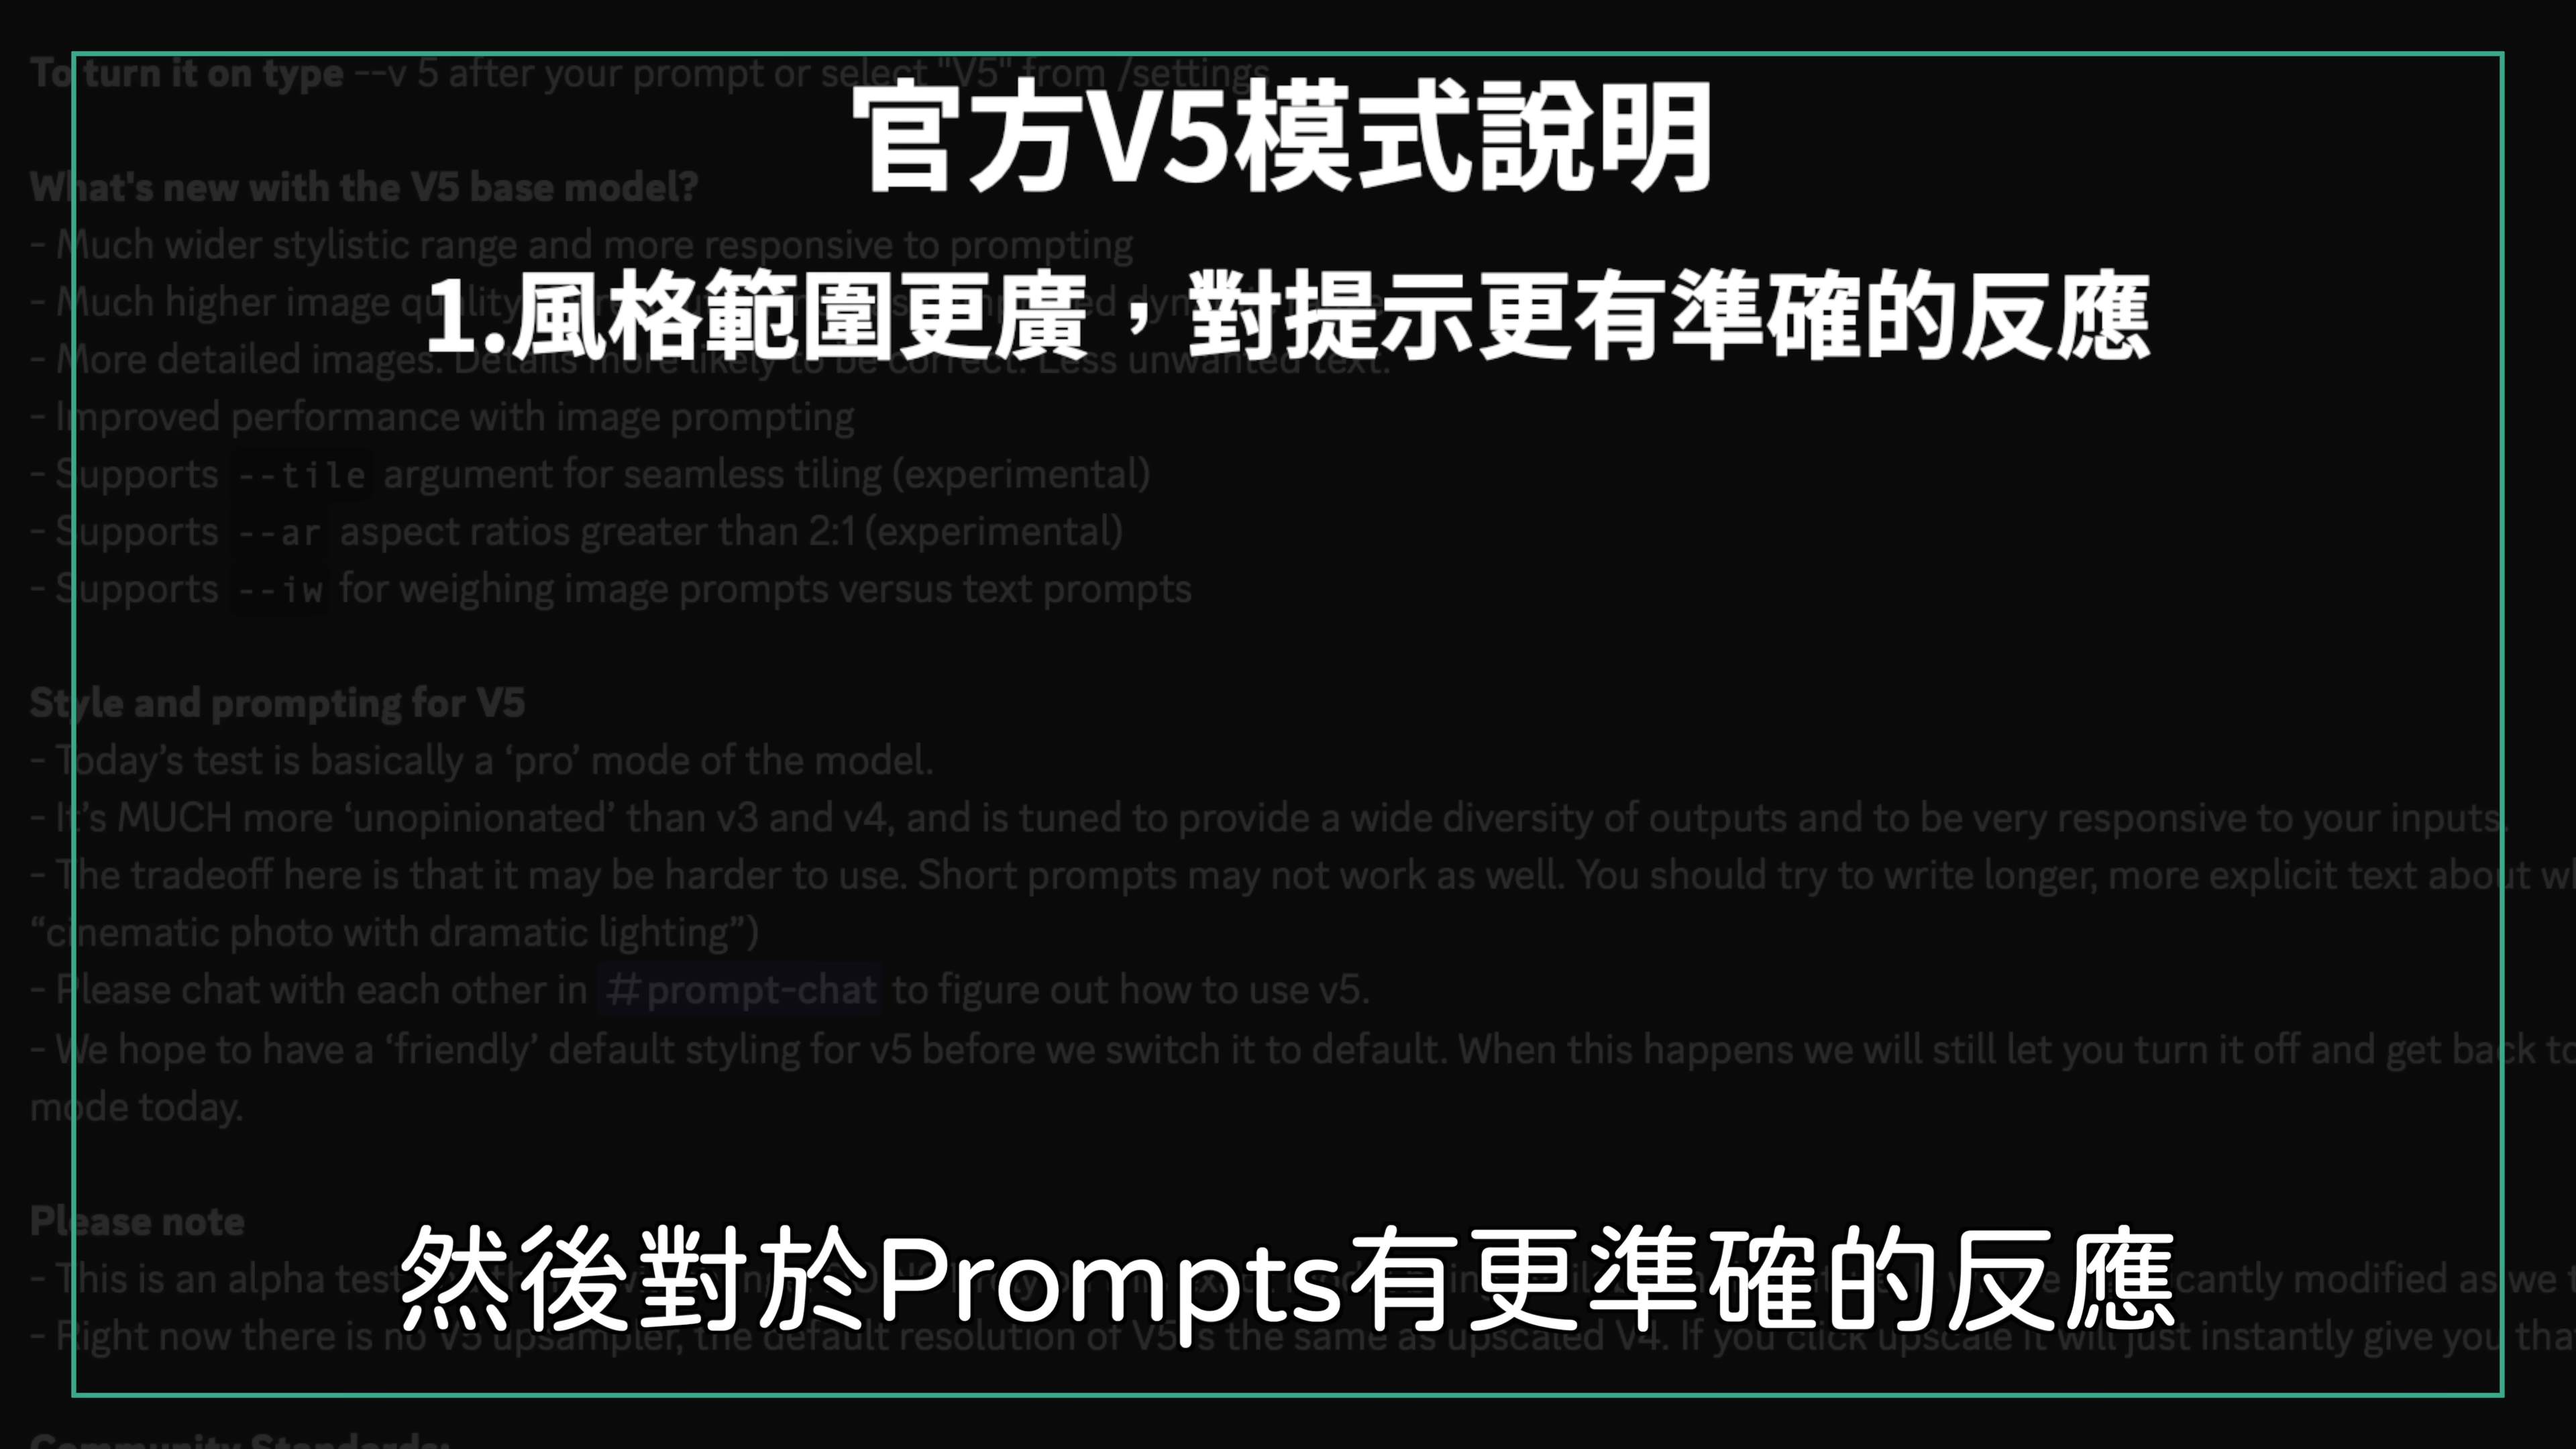 To turn it on type --v 5 after your prompt or select "V5" from /settings
官方V5模式說明
What's new with the V5 base model?
- Much wider stylistic range and more responsive to prompting
1.風格範圍更廣，對提示更有準確的反應
- Much higher image quality
- More detailed images. Details more likely to be correct. Less unwanted text.
- Improved performance with image prompting
- Supports --tile argument for seamless tiling (experimental)
- Supports --ar aspect ratios greater than 2:1 (experimental)
- Supports --iw for weighing image prompts versus text prompts
Style and prompting for V5
- Today’s test is basically a ‘pro’ mode of the model.
- It’s MUCH more ‘unopinionated’ than v3 and v4, and is tuned to provide a wide diversity of outputs and to be very responsive to your inputs.
- The tradeoff here is that it may be harder to use. Short prompts may not work as well. You should try to write longer, more explicit text about
“cinematic photo with dramatic lighting”)
- Please chat with each other in #prompt-chat to figure out how to use v5.
- We hope to have a ‘friendly’ default styling for v5 before we switch it to default. When this happens we will still let you turn it off and get back
mode today.
Please note
然後對於Prompts有更準確的反應
- This is an alpha test modified as we
- Right now there is no V5 upsampler, the default resolution of V5 is the same as upscaled V4. If you click upscale it will just instantly give you
Community Standards: